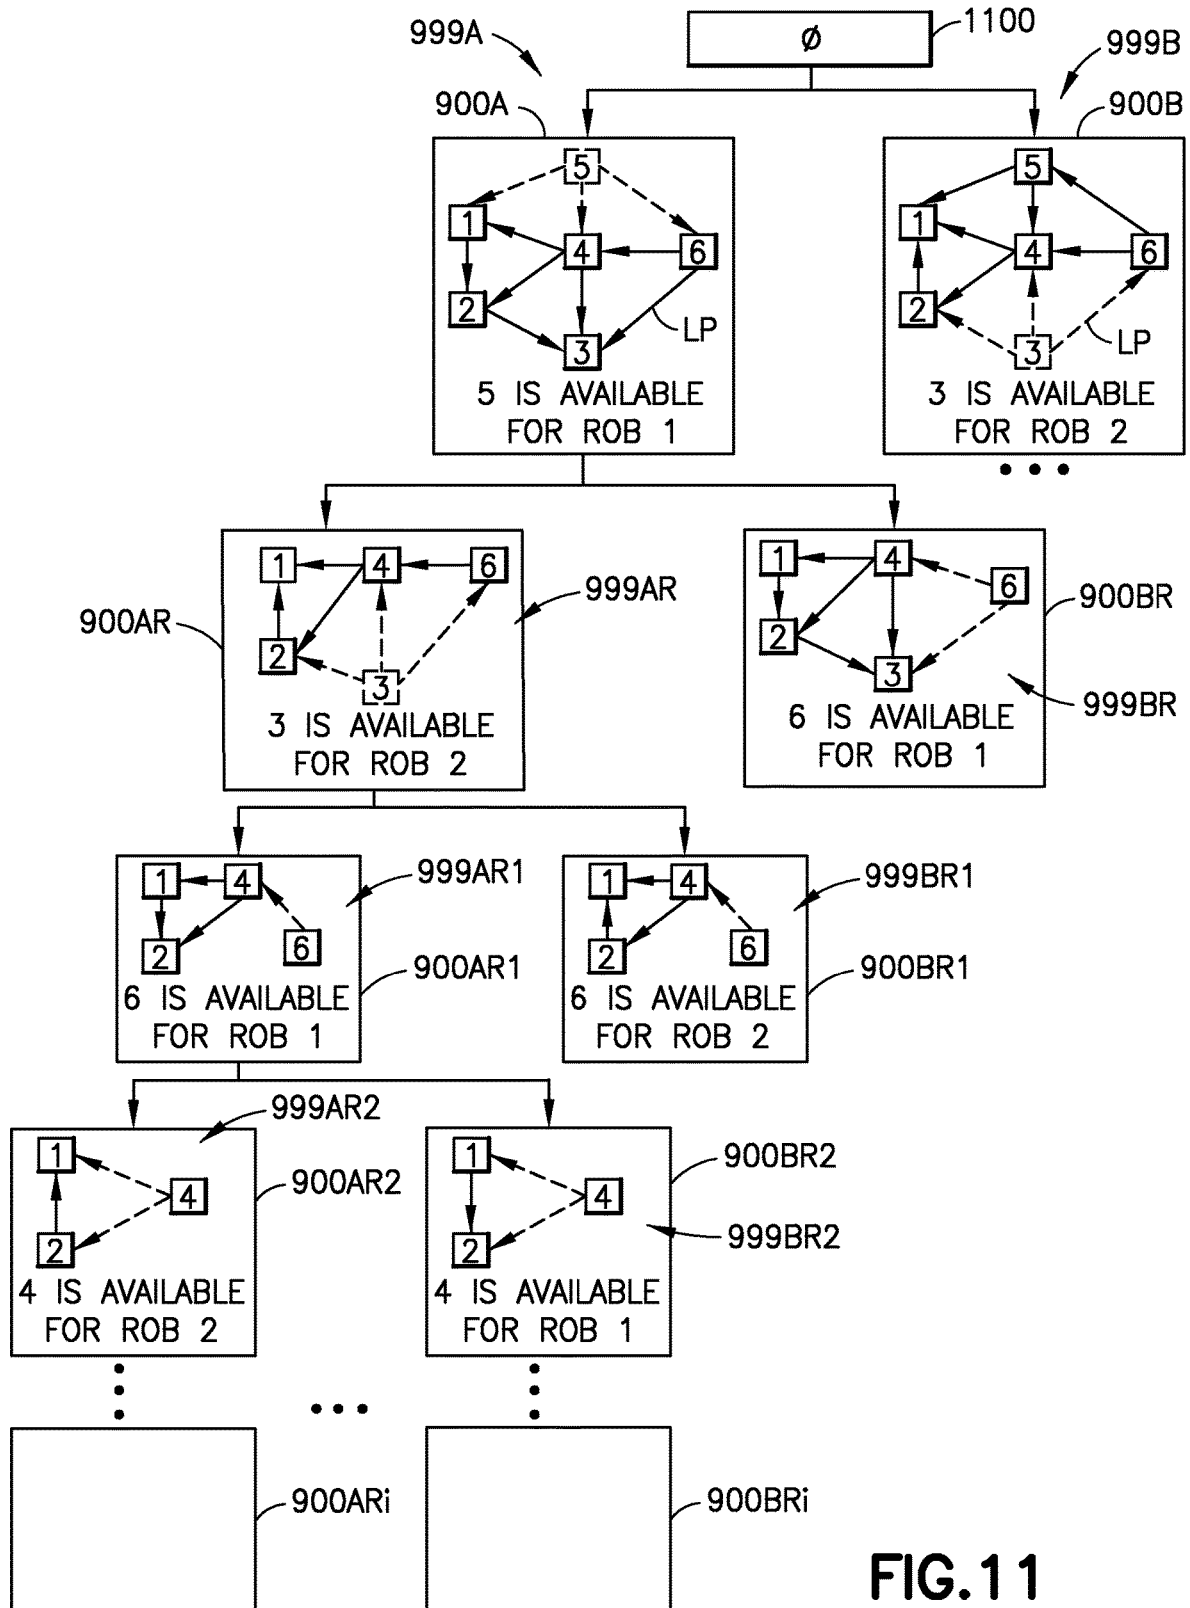 999A
Ø
1100
999B
900A
900B
5
1
4
6
2
LP
3
5 IS AVAILABLE
FOR ROB 1
5
1
4
6
2
LP
3
3 IS AVAILABLE
FOR ROB 2
1
4
6
999AR
900AR
2
3
3 IS AVAILABLE
FOR ROB 2
1
4
6
900BR
2
3
999BR
6 IS AVAILABLE
FOR ROB 1
1
4
999AR1
2
6
900AR1
6 IS AVAILABLE
FOR ROB 1
1
4
999BR1
2
6
900BR1
6 IS AVAILABLE
FOR ROB 2
999AR2
1
4
900AR2
2
4 IS AVAILABLE
FOR ROB 2
1
4
900BR2
2
999BR2
4 IS AVAILABLE
FOR ROB 1
900ARi
900BRi
FIG.11